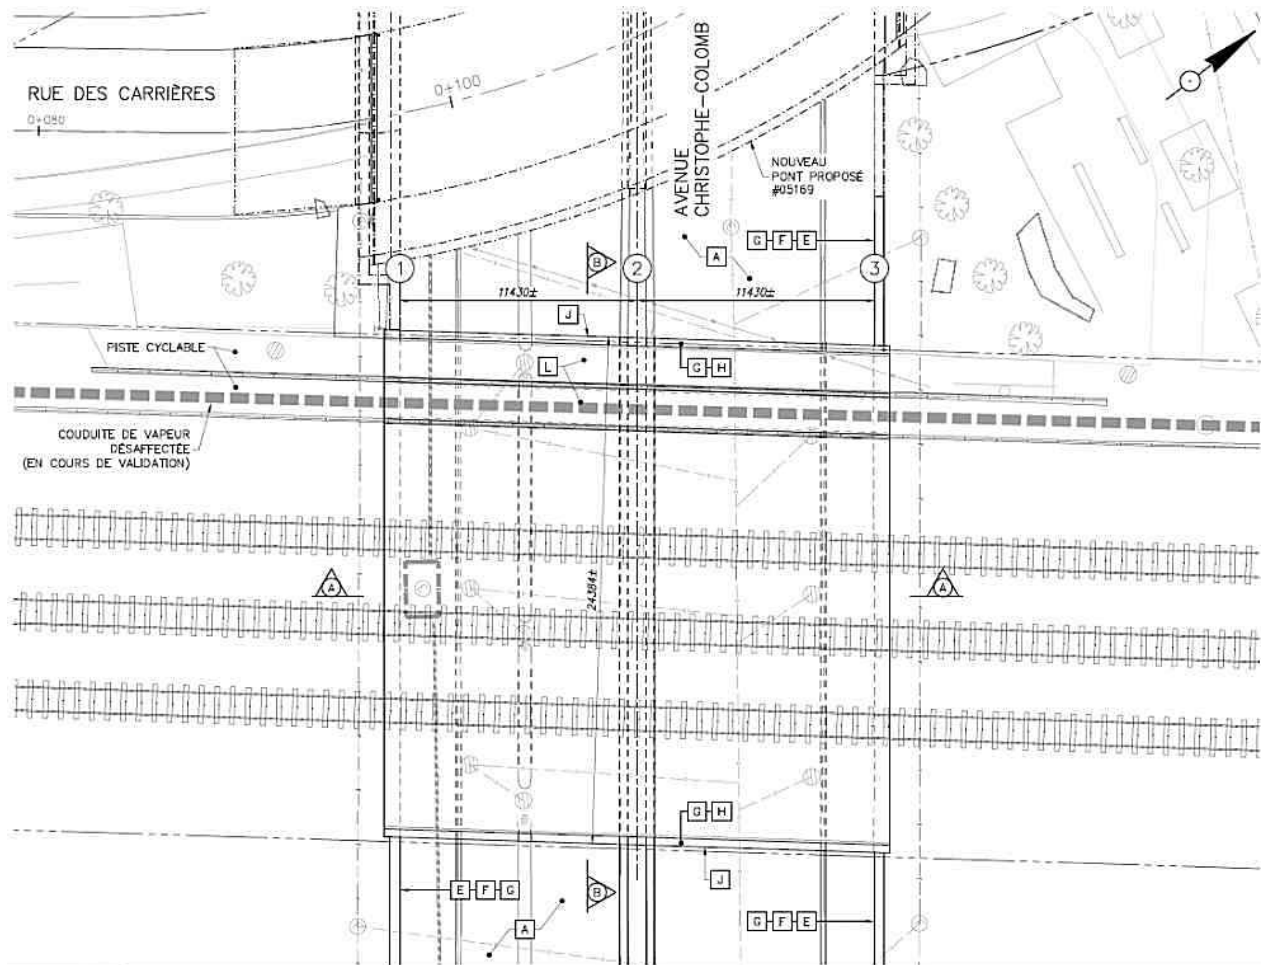 RUE DES CARRIÈRES
0+080
0+100
AVENUE
CHRISTOPHE-COLOMB
NOUVEAU
PONT PROPOSÉ
#05169
G F E
A
B
1
2
3
11430±
11430±
J
PISTE CYCLABLE
L
G H
COUDUITE DE VAPEUR
DÉSAFFECTÉE
(EN COURS DE VALIDATION)
A
A
24384±
G H
J
E F G
B
A
G F E